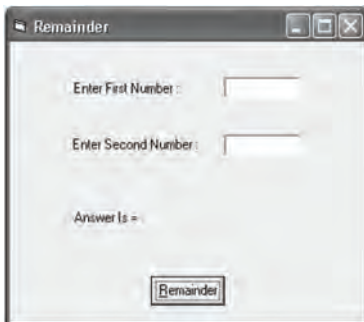 Remainder
Enter First Number :
Enter Second Number :
Answer Is =
Remainder